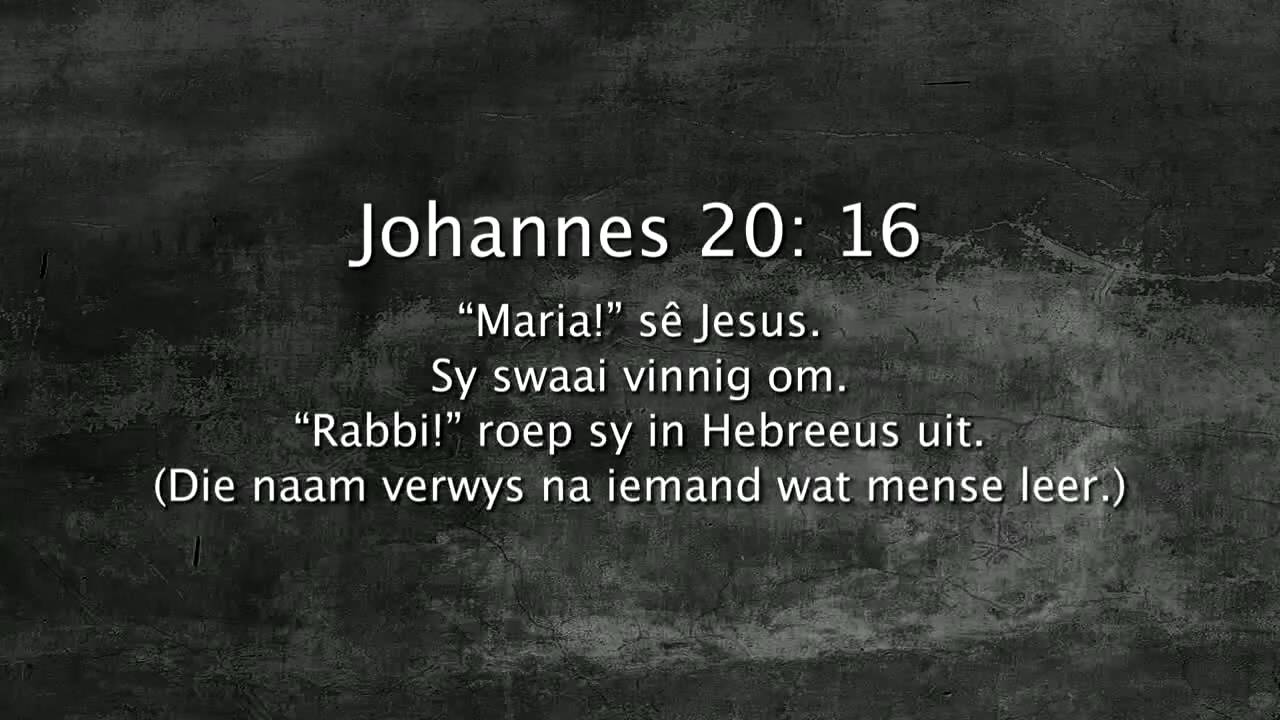 Johannes 20: 16
“Maria!” sê Jesus.
Sy swaai vinnig om.
“Rabbi!” roep sy in Hebreeus uit.
(Die naam verwys na iemand wat mense leer.)